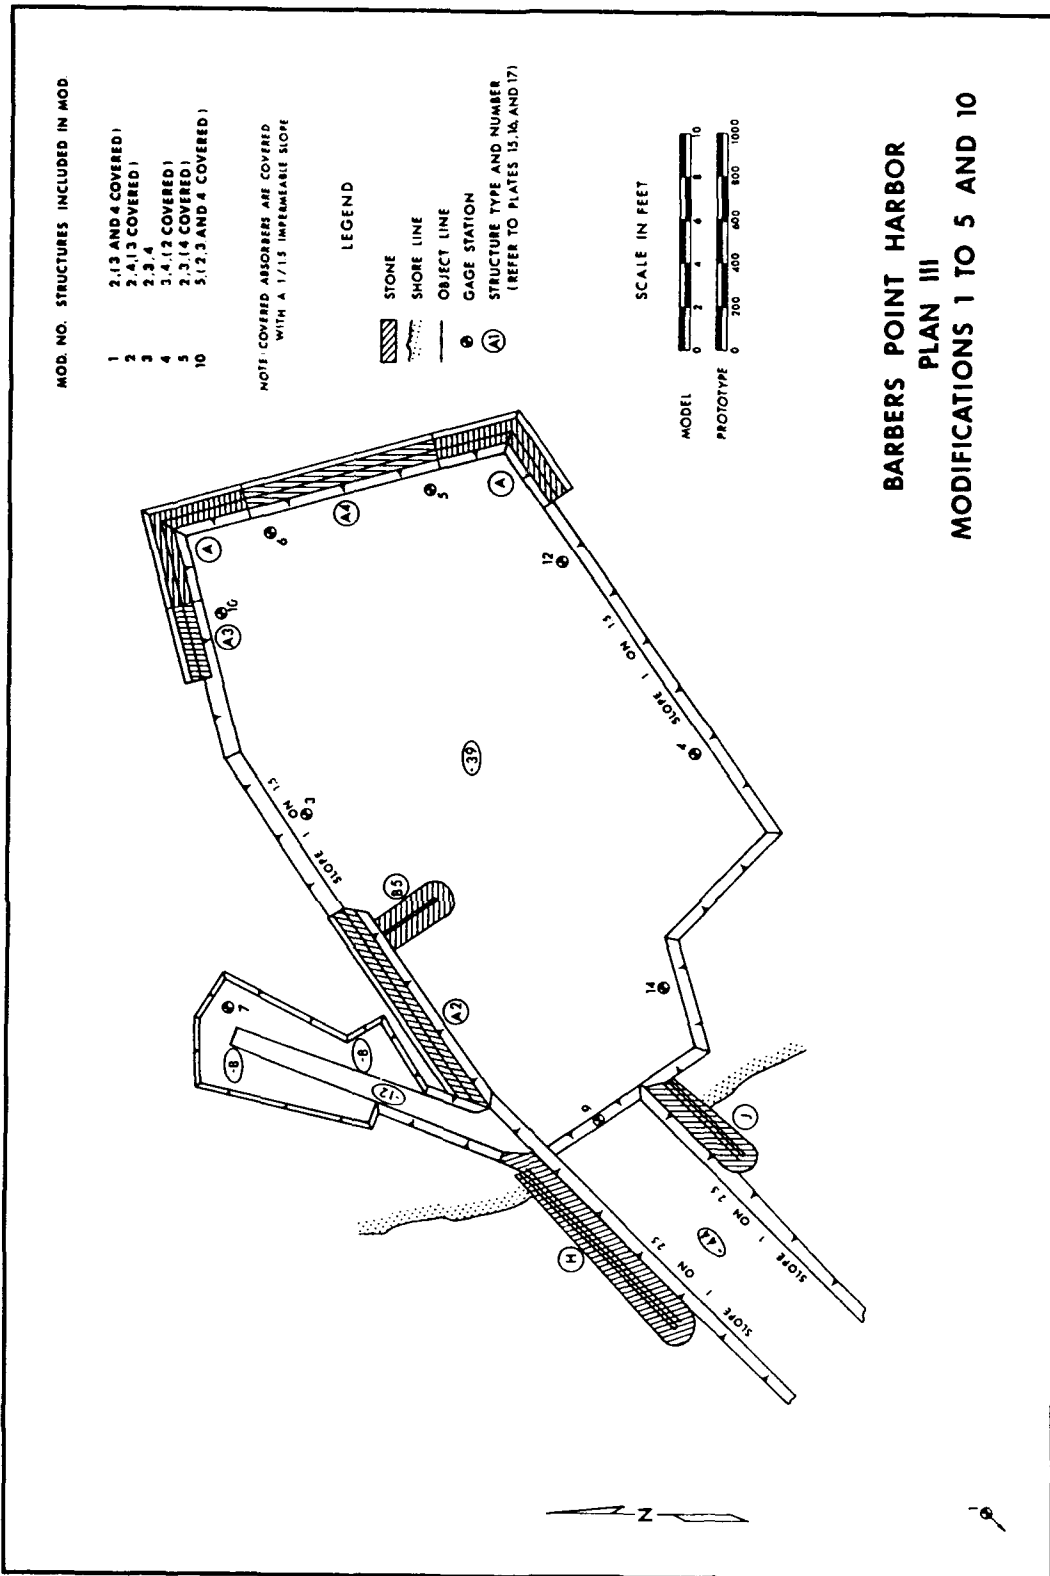 MOD. NO. STRUCTURES INCLUDED IN MOD.
1 2,(3 AND 4 COVERED)
2 2,4,(3 COVERED)
3 2,3,4
4 3,4,(2 COVERED)
5 2,3,(4 COVERED)
10 5,(2,3 AND 4 COVERED)
NOTE: COVERED ABSORBERS ARE COVERED
WITH A 1/1.5 IMPERMEABLE SLOPE
LEGEND
STONE
SHORE LINE
OBJECT LINE
GAGE STATION
A1 STRUCTURE TYPE AND NUMBER
(REFER TO PLATES 15,16, AND 17)
SCALE IN FEET
MODEL 0 2 4 6 8 10
PROTOTYPE 0 200 400 600 800 1000
BARBERS POINT HARBOR
PLAN III
MODIFICATIONS 1 TO 5 AND 10
A
A3
10
6
A4
5
A
12
SLOPE 1 ON 1.5
4
-39
3
SLOPE 1 ON 1.5
B5
A2
14
7
-8
-8
-12
9
J
H
SLOPE 1 ON 2.5
-44
SLOPE 1 ON 2.5
N
1